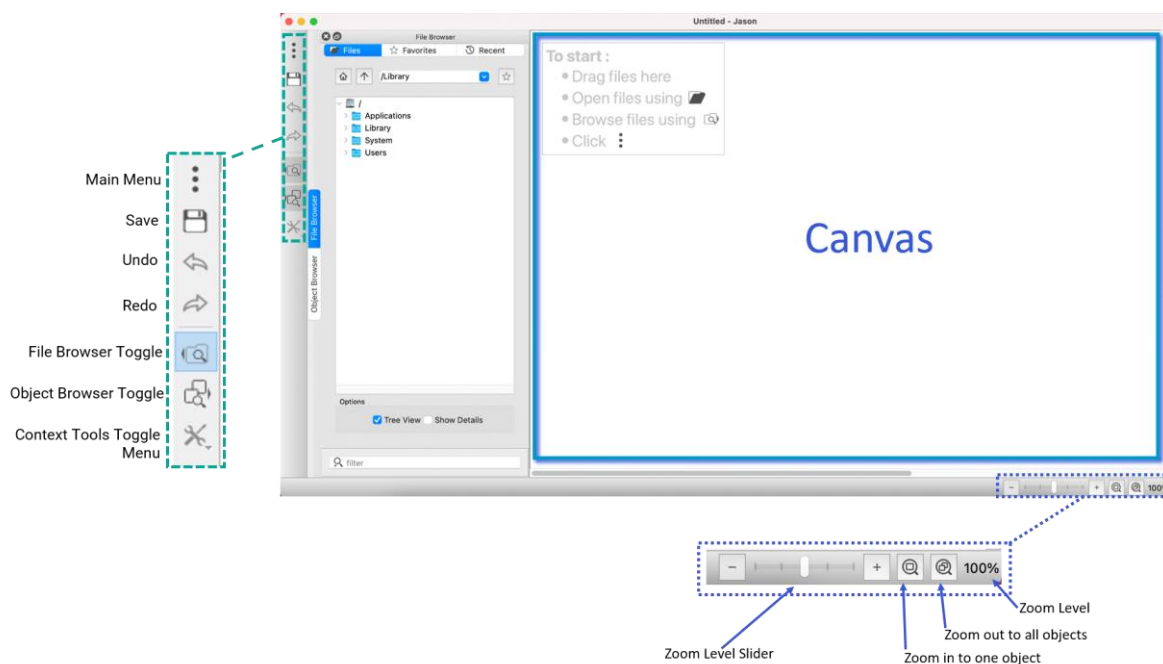 Untitled - Jason
File Browser
Files
Favorites
Recent
/Library
/
Applications
Library
System
Users
File Browser
Object Browser
Options
Tree View
Show Details
filter
To start :
Drag files here
Open files using
Browse files using
Click
Canvas
100%
Main Menu
Save
Undo
Redo
File Browser Toggle
Object Browser Toggle
Context Tools Toggle
Menu
100%
Zoom Level
Zoom out to all objects
Zoom Level Slider
Zoom in to one object